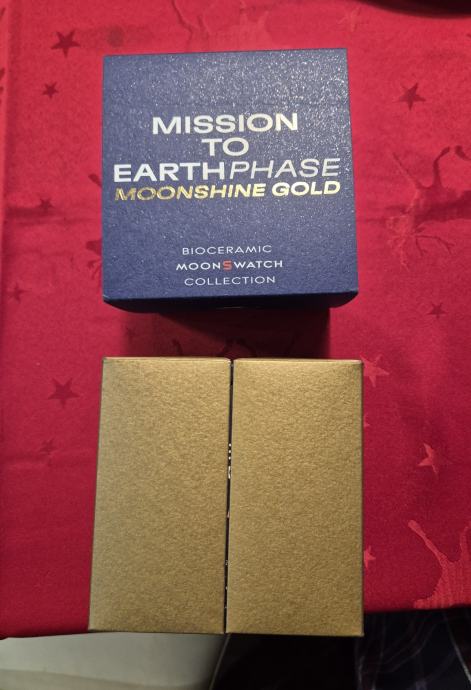 MISSION
TO
EARTHPHASE
MOONSHINE GOLD
BIOCERAMIC
MOONSWATCH
COLLECTION